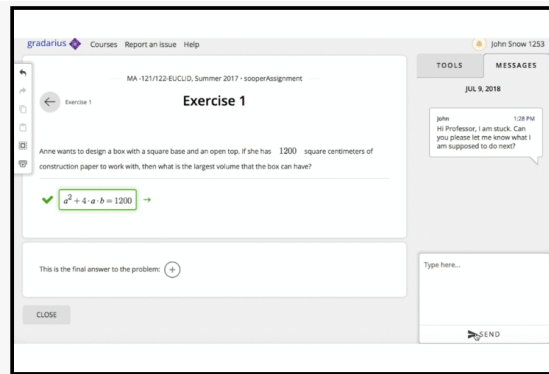 gradarius Courses Report an issue Help John Snow 1253
TOOLS MESSAGES
MA -121/122-EUCLID, Summer 2017 - sooperAssignment
Exercise 1
Exercise 1
Anne wants to design a box with a square base and an open top. If she has 1200 square centimeters of
construction paper to work with, then what is the largest volume that the box can have?
a² + 4·a·b = 1200
This is the final answer to the problem:
CLOSE
JUL 9, 2018
John 1:28 PM
Hi Professor, I am stuck. Can
you please let me know what I
am supposed to do next?
Type here...
SEND